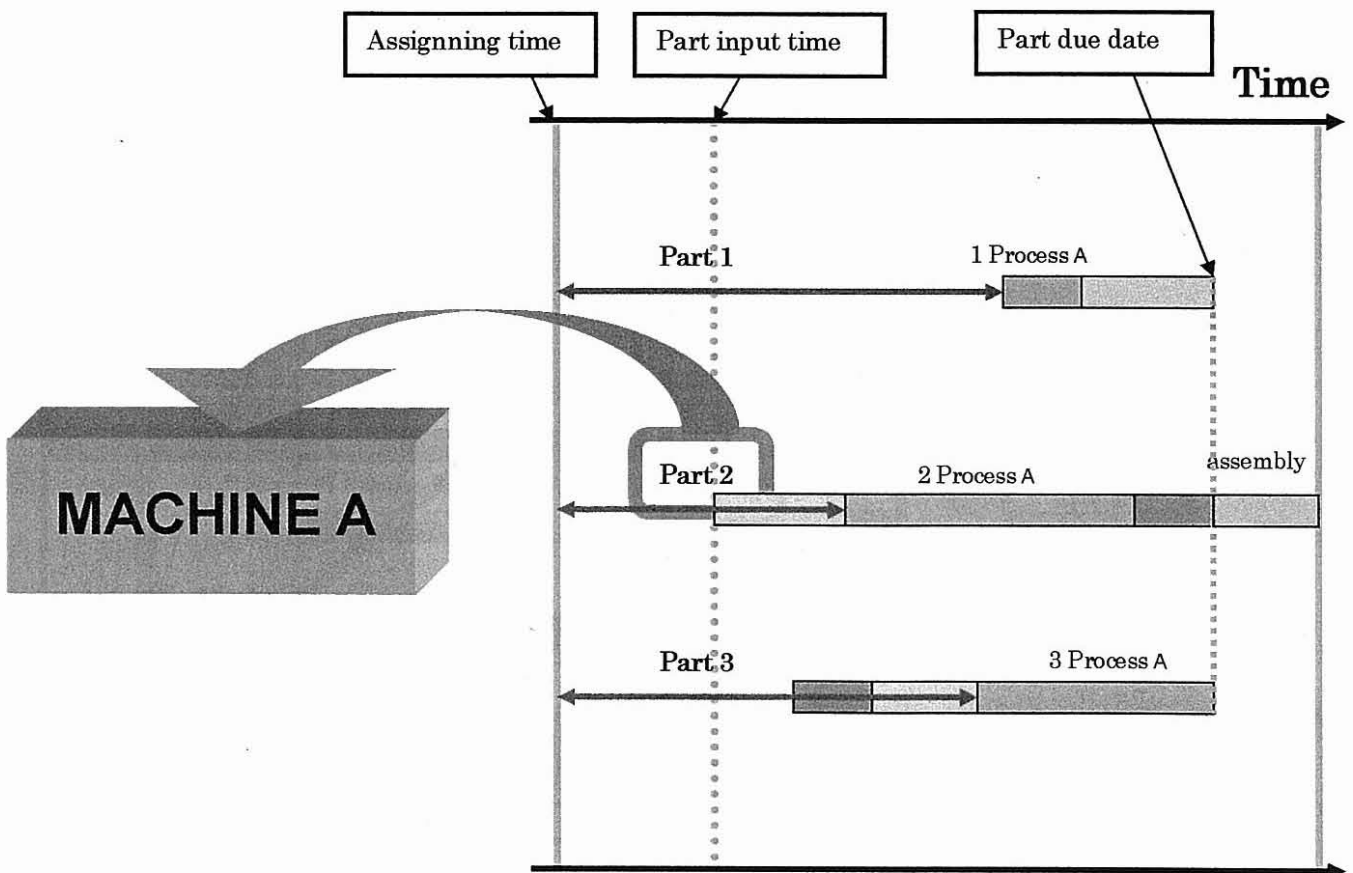 Assignning time
Part input time
Part due date
Time
Part 1
1 Process A
Part 2
2 Process A
assembly
MACHINE A
Part 3
3 Process A